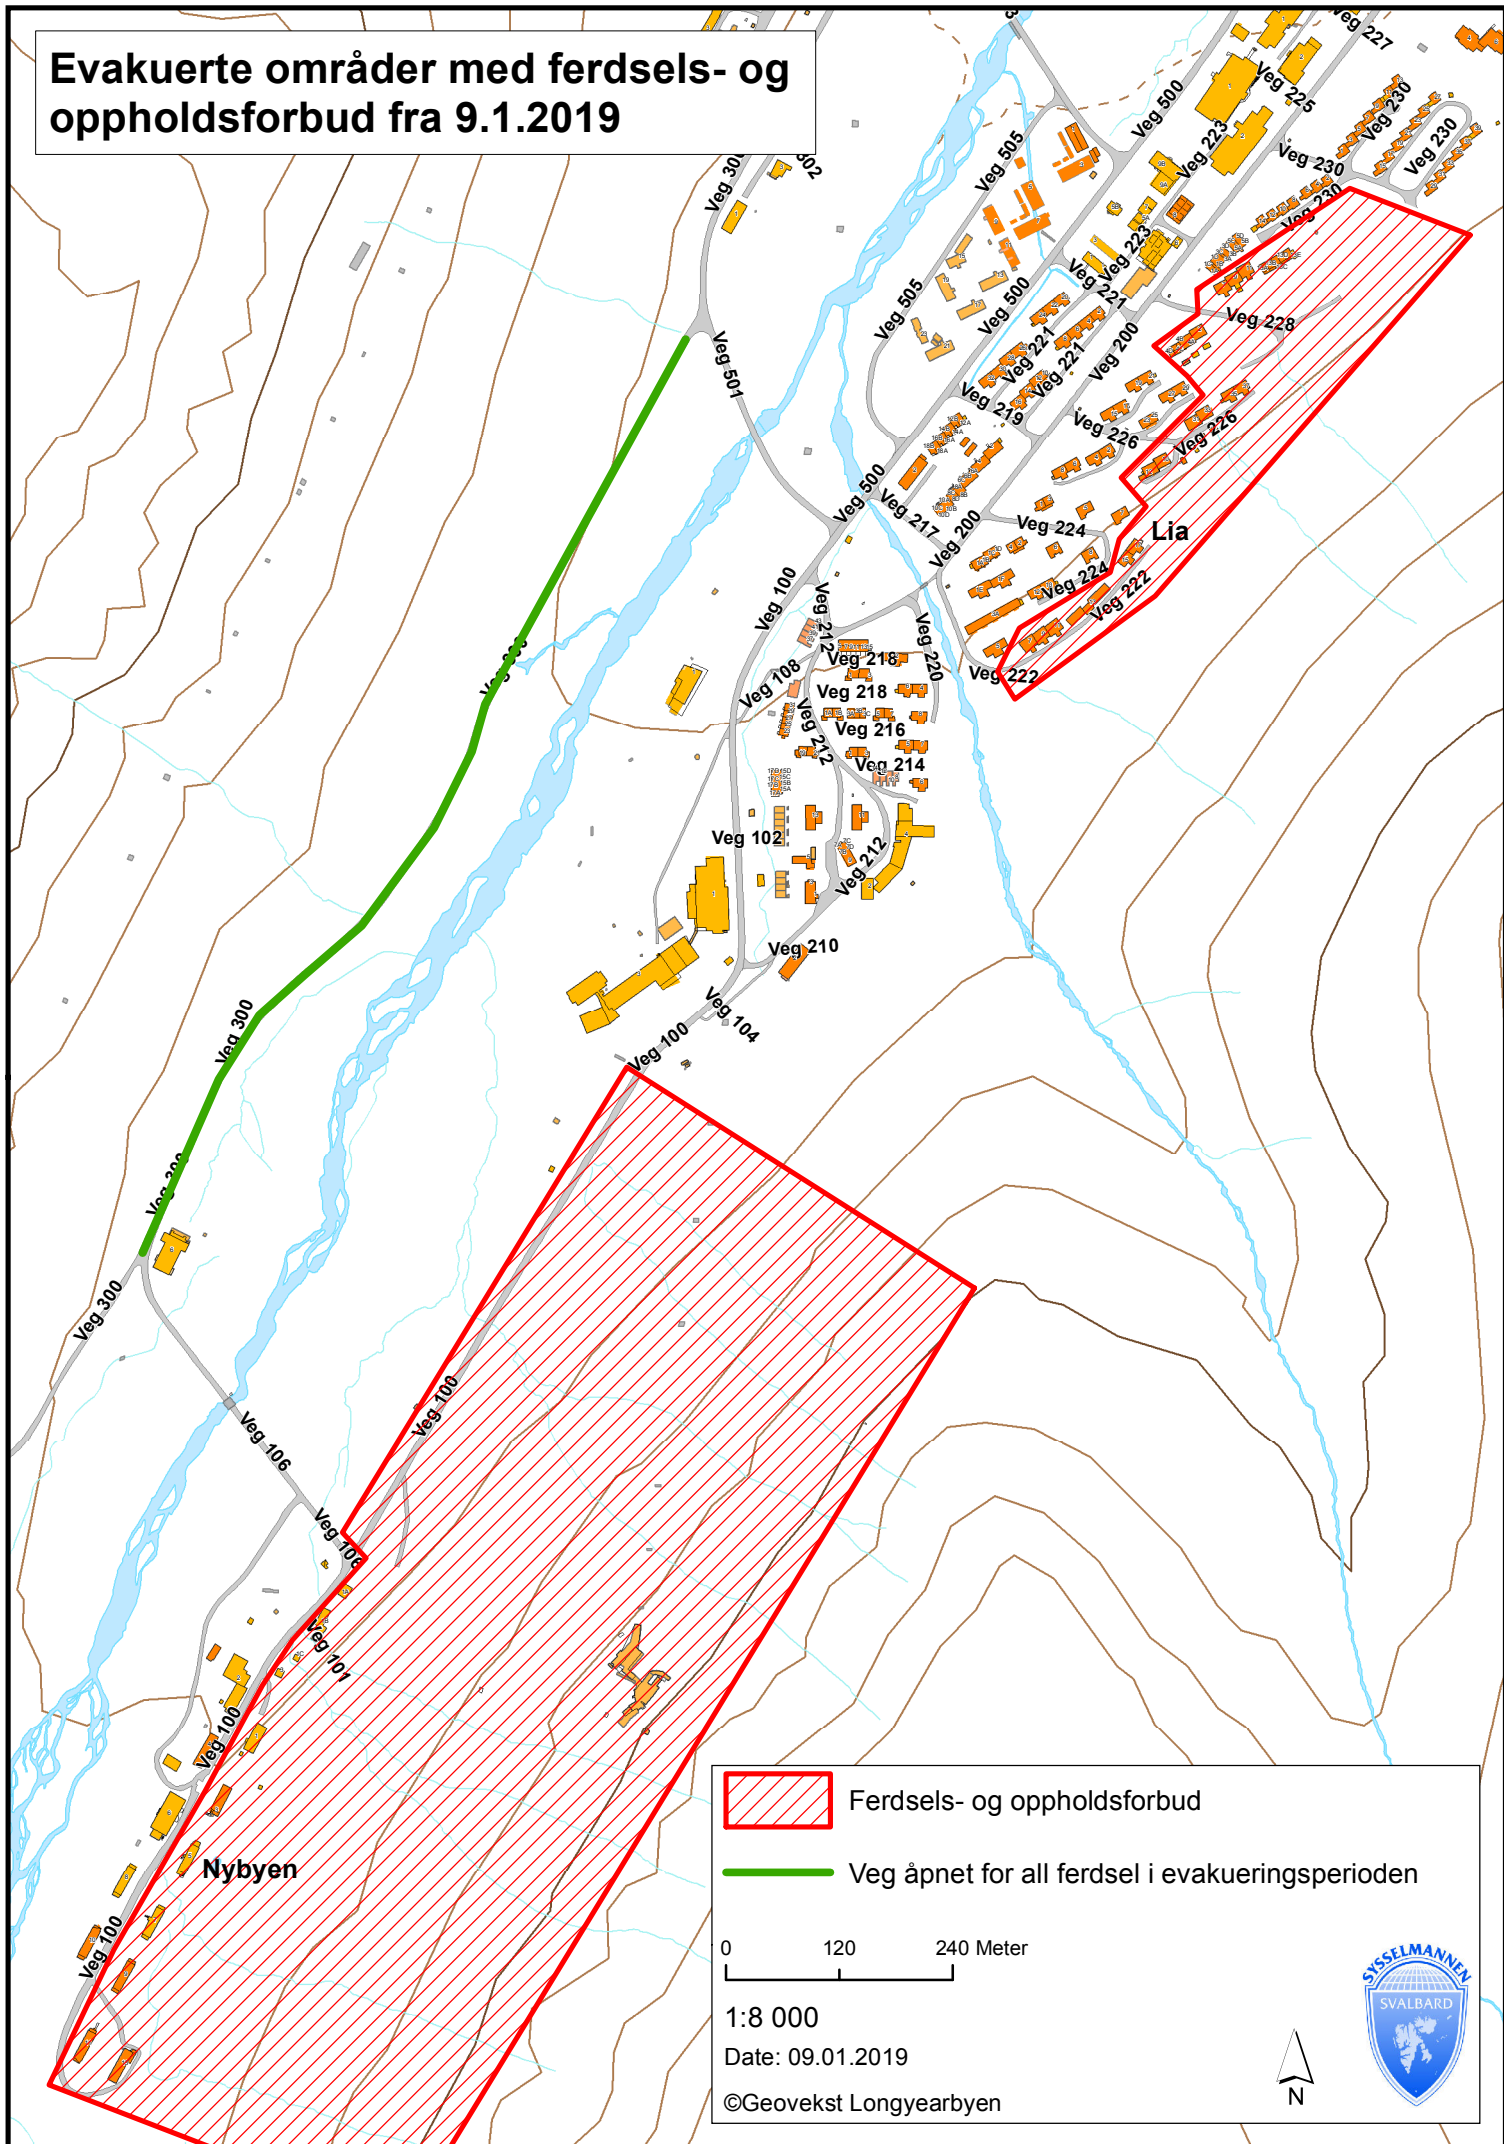 Evakuerte områder med ferdsels- og
oppholdsforbud fra 9.1.2019
Veg 227
Veg 225
Veg 500
Veg 230
Veg 230
Veg 505
Veg 223
Veg 230
Veg 230
Veg 223
Veg 221
Veg 500
Veg 505
Veg 228
Veg 221
Veg 221
Veg 200
Veg 501
Veg 219
Veg 226
Veg 226
Veg 500
Veg 217
Veg 200
Veg 224
Lia
Veg 224
Veg 222
Veg 100
Veg 212
Veg 218
Veg 220
Veg 108
Veg 218
Veg 222
Veg 212
Veg 216
Veg 214
Veg 102
Veg 212
Veg 210
Veg 104
Veg 100
Veg 300
Veg 300
Veg 100
Veg 106
Veg 106
Veg 101
Veg 100
Nybyen
Veg 100
Ferdsels- og oppholdsforbud
Veg åpnet for all ferdsel i evakueringsperioden
0 120 240 Meter
1:8 000
Date: 09.01.2019
©Geovekst Longyearbyen
N
SYSSELMANNEN
SVALBARD